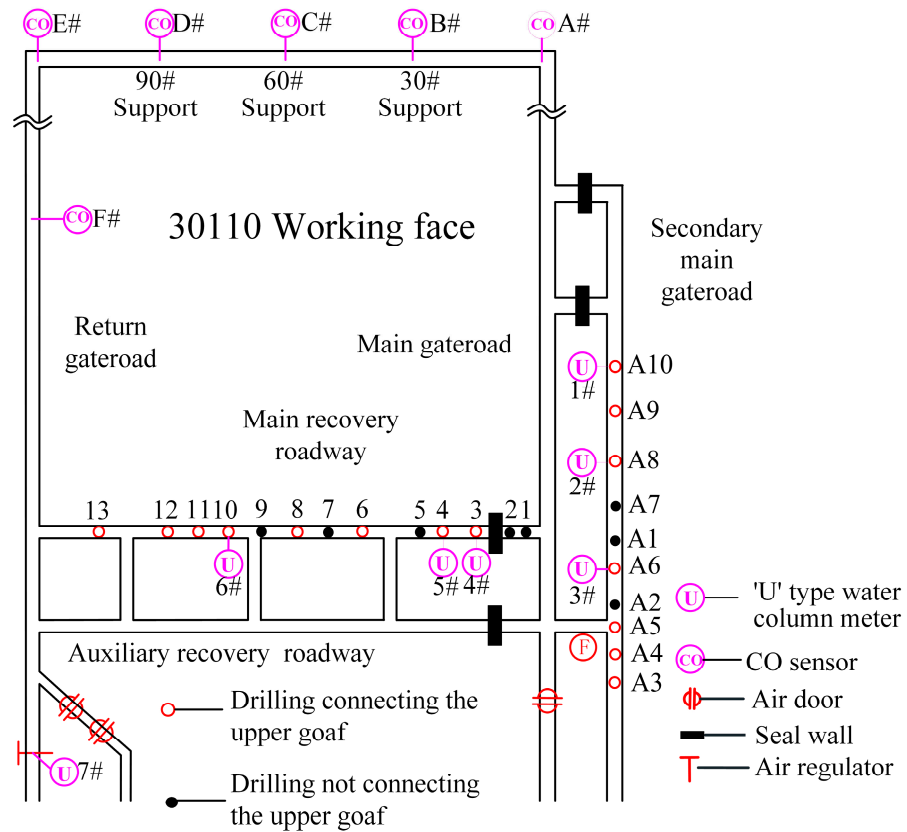 CO E# CO D# CO C# CO B# CO A#
90# 60# 30#
Support Support Support
CO F#
30110 Working face
Secondary
main
gateroad
Return
gateroad
Main gateroad
Main recovery
roadway
U A10
1#
A9
U A8
2#
A7
13 12 11 10 9 8 7 6 5 4 3 2 1
A1
U U U
6# 5# 4#
U A6
3#
A2
A5
F A4
A3
Auxiliary recovery roadway
U 'U' type water
column meter
CO CO sensor
Air door
Seal wall
Air regulator
Drilling connecting the
upper goaf
U 7#
Drilling not connecting
the upper goaf